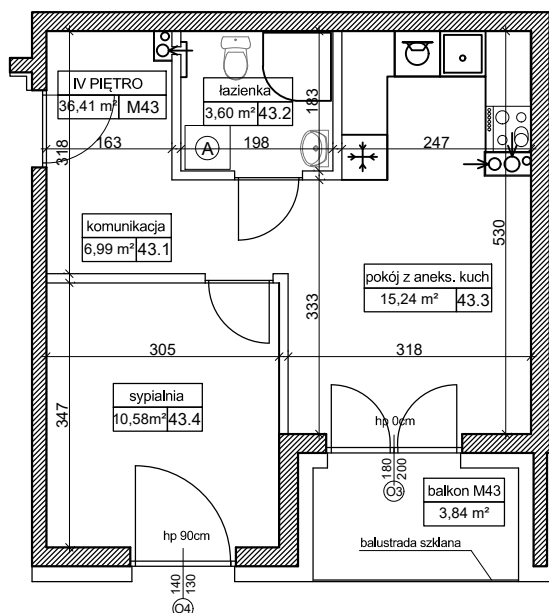 IV PIĘTRO
36,41 m² M43
łazienka
3,60 m² 43.2
183
318
163
A
198
247
komunikacja
6,99 m² 43.1
530
pokój z aneks. kuch
15,24 m² 43.3
333
305
318
sypialnia
10,58m² 43.4
347
hp 0cm
180
200
O3
balkon M43
3,84 m²
hp 90cm
balustrada szklana
140
130
O4